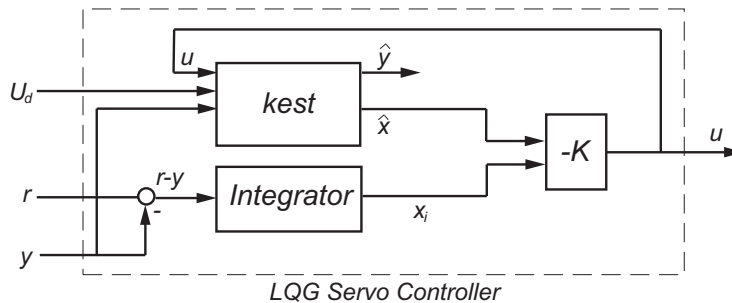 u
ŷ
U_d
kest
x̂
-K
u
r-y
r
-
Integrator
x_i
y
LQG Servo Controller